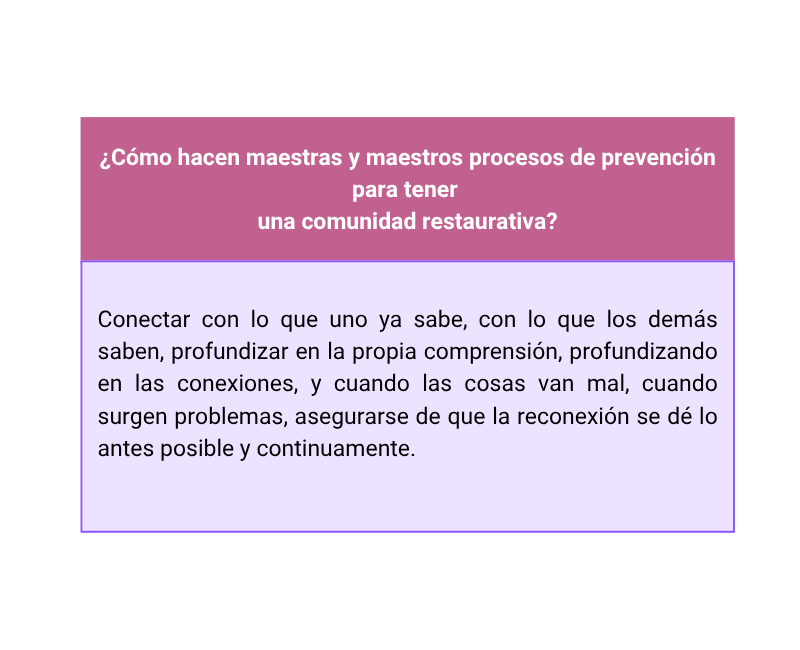 ¿Cómo hacen maestras y maestros procesos de prevención
para tener
una comunidad restaurativa?
Conectar con lo que uno ya sabe, con lo que los demás
saben, profundizar en la propia comprensión, profundizando
en las conexiones, y cuando las cosas van mal, cuando
surgen problemas, asegurarse de que la reconexión se dé lo
antes posible y continuamente.